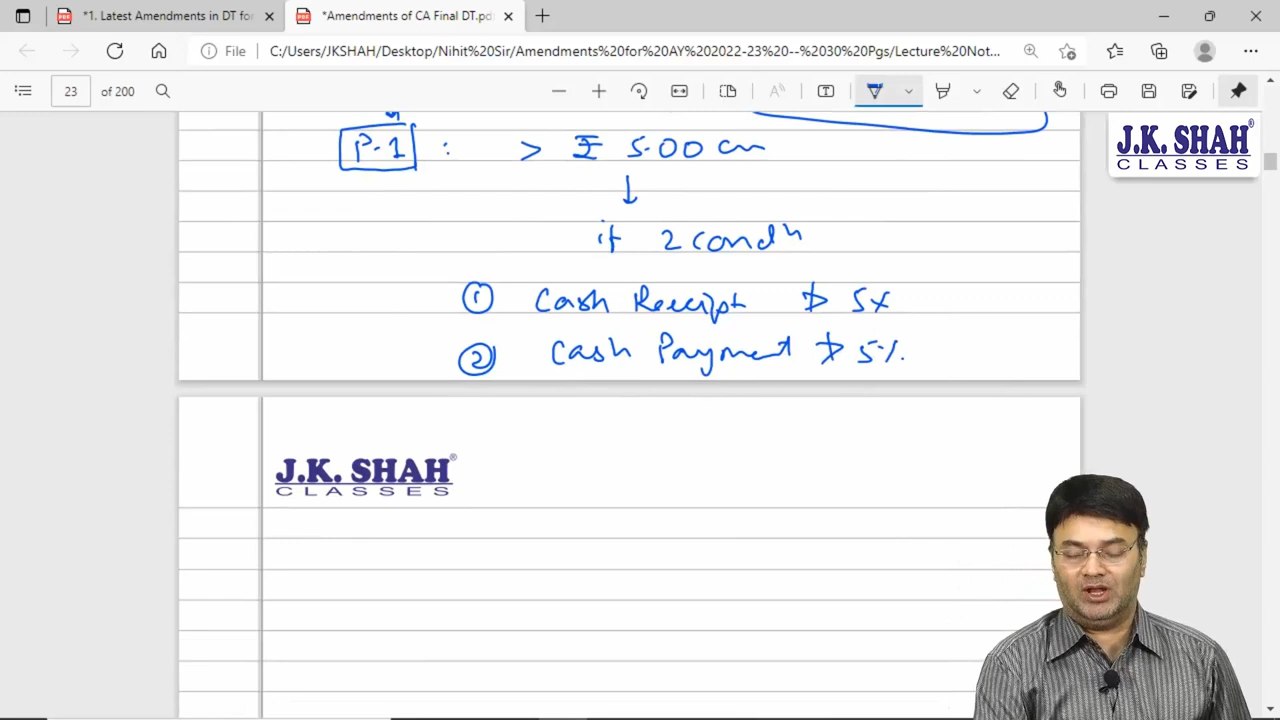 *1. Latest Amendments in DT for
*Amendments of CA Final DT.pdf
File
C:/Users/JKSHAH/Desktop/Nihit%20Sir/Amendments%20for%20AY%202022-23%20--%2030%20Pgs/Lecture%20Not...
23 of 200
J.K. SHAH®
CLASSES
P-1 : > ₹ 5.00 cr
↓
if 2 condn
① Cash Receipt ≯ 5%
② Cash Payment ≯ 5%.
J.K. SHAH®
CLASSES